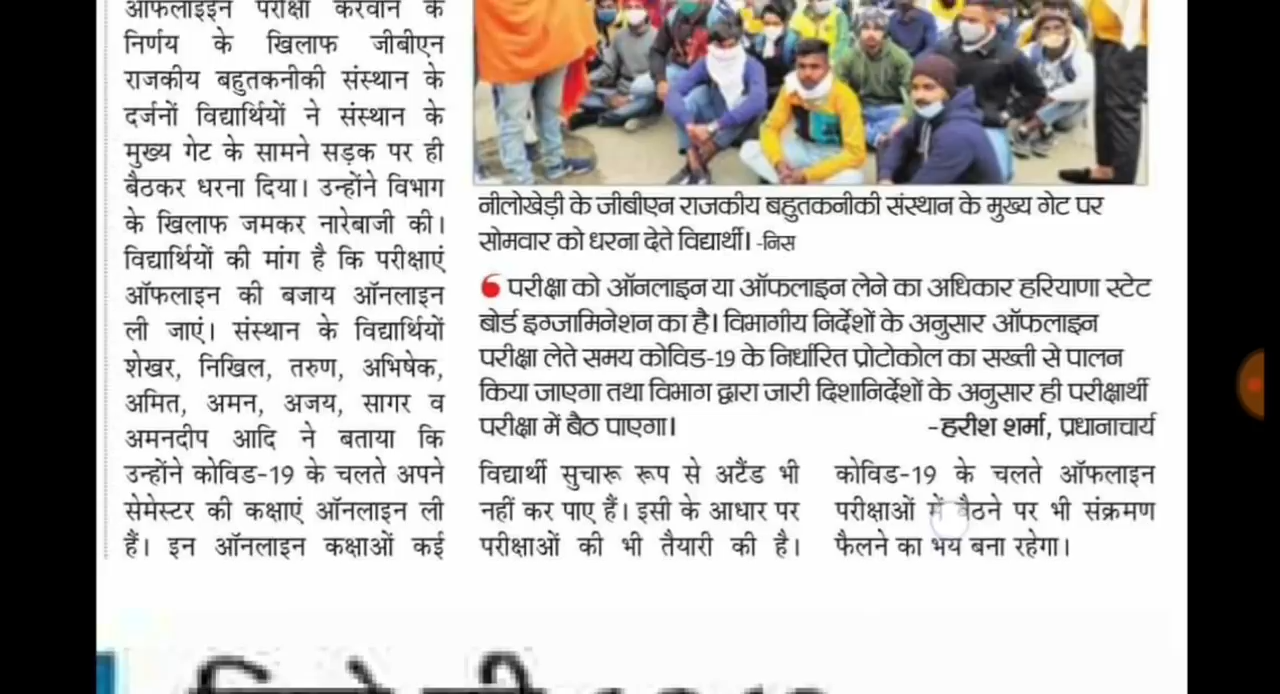 ऑफलाइइन परीक्षा करवाने के
निर्णय के खिलाफ जीबीएन
राजकीय बहुतकनीकी संस्थान के
दर्जनों विद्यार्थियों ने संस्थान के
मुख्य गेट के सामने सड़क पर ही
बैठकर धरना दिया। उन्होंने विभाग
के खिलाफ जमकर नारेबाजी की।
विद्यार्थियों की मांग है कि परीक्षाएं
ऑफलाइन की बजाय ऑनलाइन
ली जाएं। संस्थान के विद्यार्थियों
शेखर, निखिल, तरुण, अभिषेक,
अमित, अमन, अजय, सागर व
अमनदीप आदि ने बताया कि
उन्होंने कोविड-19 के चलते अपने
सेमेस्टर की कक्षाएं ऑनलाइन ली
हैं। इन ऑनलाइन कक्षाओं कई
नीलोखेड़ी के जीबीएन राजकीय बहुतकनीकी संस्थान के मुख्य गेट पर
सोमवार को धरना देते विद्यार्थी। -निस
परीक्षा को ऑनलाइन या ऑफलाइन लेने का अधिकार हरियाणा स्टेट
बोर्ड इग्जामिनेशन का है। विभागीय निर्देशों के अनुसार ऑफलाइन
परीक्षा लेते समय कोविड-19 के निर्धारित प्रोटोकोल का सख्ती से पालन
किया जाएगा तथा विभाग द्वारा जारी दिशानिर्देशों के अनुसार ही परीक्षार्थी
परीक्षा में बैठ पाएगा।
-हरीश शर्मा, प्रधानाचार्य
विद्यार्थी सुचारू रूप से अटैंड भी
नहीं कर पाए हैं। इसी के आधार पर
परीक्षाओं की भी तैयारी की है।
कोविड-19 के चलते ऑफलाइन
परीक्षाओं में बैठने पर भी संक्रमण
फैलने का भय बना रहेगा।